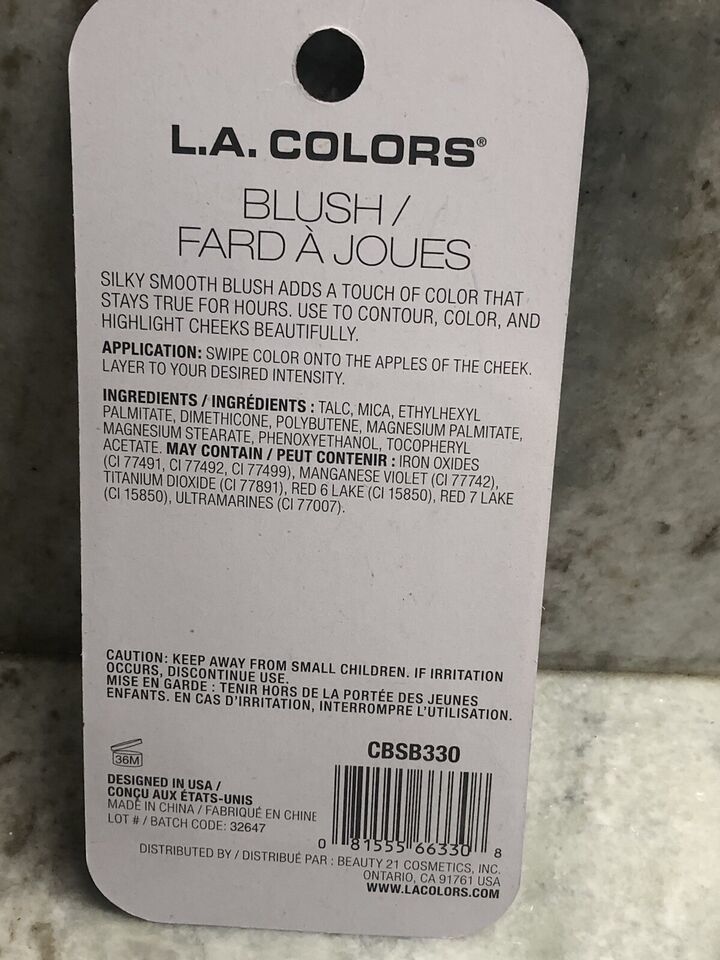 L.A. COLORS®
BLUSH /
FARD À JOUES
SILKY SMOOTH BLUSH ADDS A TOUCH OF COLOR THAT
STAYS TRUE FOR HOURS. USE TO CONTOUR, COLOR, AND
HIGHLIGHT CHEEKS BEAUTIFULLY.
APPLICATION: SWIPE COLOR ONTO THE APPLES OF THE CHEEK.
LAYER TO YOUR DESIRED INTENSITY.
INGREDIENTS / INGRÉDIENTS : TALC, MICA, ETHYLHEXYL
PALMITATE, DIMETHICONE, POLYBUTENE, MAGNESIUM PALMITATE,
MAGNESIUM STEARATE, PHENOXYETHANOL, TOCOPHERYL
ACETATE. MAY CONTAIN / PEUT CONTENIR : IRON OXIDES
(CI 77491, CI 77492, CI 77499), MANGANESE VIOLET (CI 77742),
TITANIUM DIOXIDE (CI 77891), RED 6 LAKE (CI 15850), RED 7 LAKE
(CI 15850), ULTRAMARINES (CI 77007).
CAUTION: KEEP AWAY FROM SMALL CHILDREN. IF IRRITATION
OCCURS, DISCONTINUE USE.
MISE EN GARDE : TENIR HORS DE LA PORTÉE DES JEUNES
ENFANTS. EN CAS D'IRRITATION, INTERROMPRE L'UTILISATION.
36M
DESIGNED IN USA /
CONÇU AUX ÉTATS-UNIS
MADE IN CHINA / FABRIQUÉ EN CHINE
LOT # / BATCH CODE: 32647
CBSB330
0 81555 66330 8
DISTRIBUTED BY / DISTRIBUÉ PAR : BEAUTY 21 COSMETICS, INC.
ONTARIO, CA 91761 USA
WWW.LACOLORS.COM